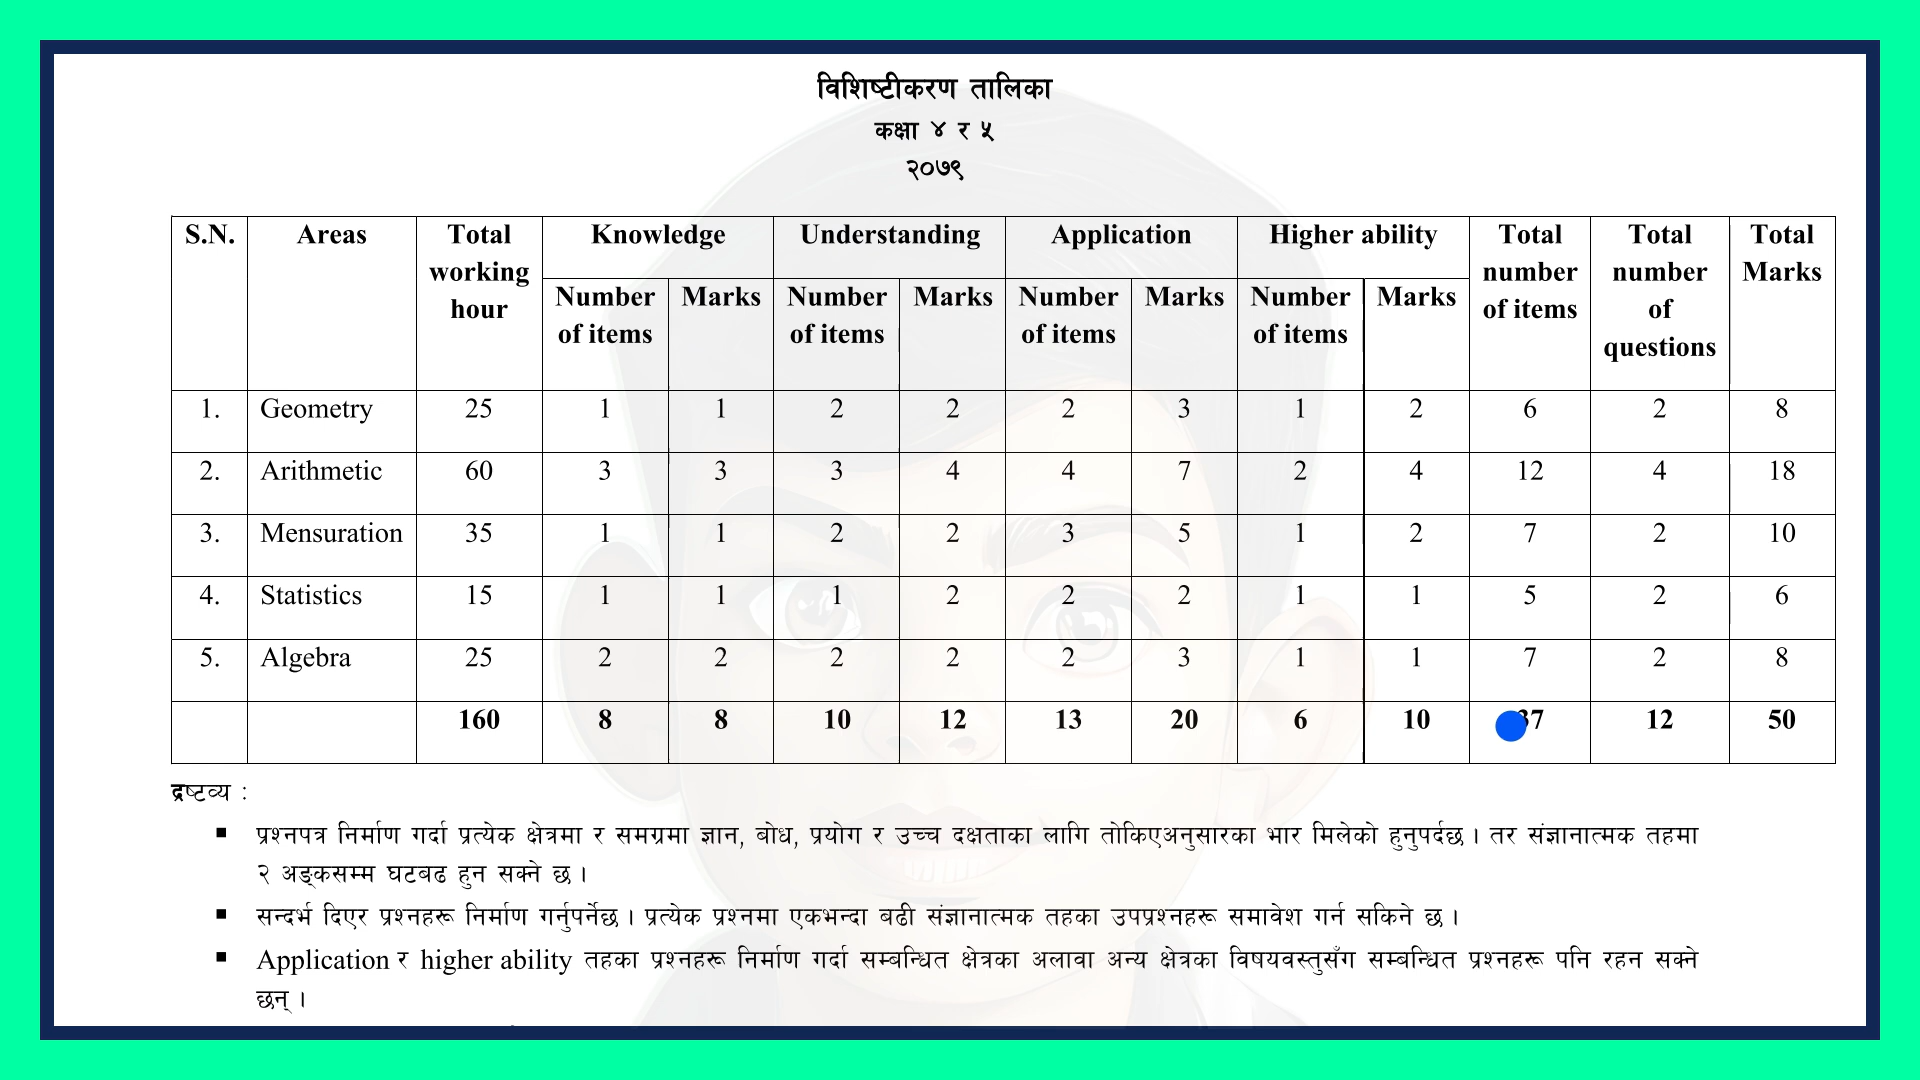 विशिष्टीकरण तालिका
कक्षा ४ र ५
२०७९
S.N. Areas Total working hour Knowledge Understanding Application Higher ability Total number of items Total number of questions Total Marks
Number of items Marks Number of items Marks Number of items Marks Number of items Marks
1. Geometry 25 1 1 2 2 2 3 1 2 6 2 8
2. Arithmetic 60 3 3 3 4 4 7 2 4 12 4 18
3. Mensuration 35 1 1 2 2 3 5 1 2 7 2 10
4. Statistics 15 1 1 1 2 2 2 1 1 5 2 6
5. Algebra 25 2 2 2 2 2 3 1 1 7 2 8
160 8 8 10 12 13 20 6 10 37 12 50
द्रष्टव्य :
▪ प्रश्नपत्र निर्माण गर्दा प्रत्येक क्षेत्रमा र समग्रमा ज्ञान, बोध, प्रयोग र उच्च दक्षताका लागि तोकिएअनुसारका भार मिलेको हुनुपर्दछ । तर संज्ञानात्मक तहमा
२ अङ्कसम्म घटबढ हुन सक्ने छ ।
▪ सन्दर्भ दिएर प्रश्नहरू निर्माण गर्नुपर्नेछ । प्रत्येक प्रश्नमा एकभन्दा बढी संज्ञानात्मक तहका उपप्रश्नहरू समावेश गर्न सकिने छ ।
▪ Application र higher ability तहका प्रश्नहरू निर्माण गर्दा सम्बन्धित क्षेत्रका अलावा अन्य क्षेत्रका विषयवस्तुसँग सम्बन्धित प्रश्नहरू पनि रहन सक्ने
छन् ।